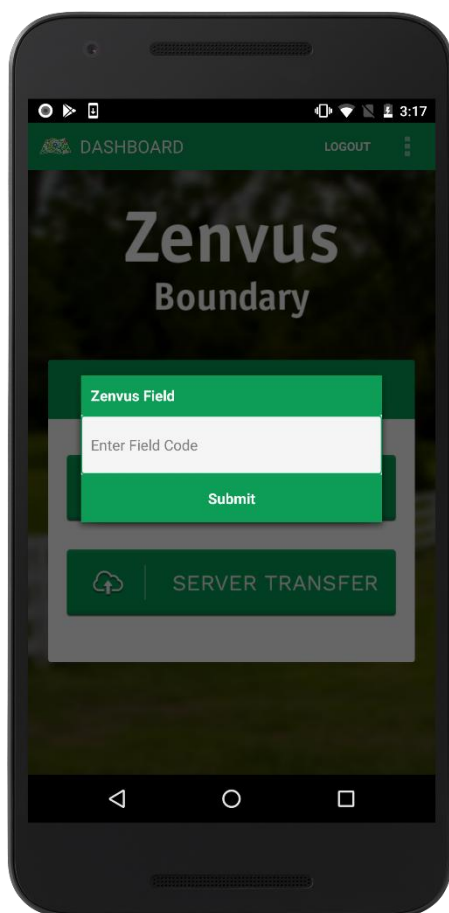 3:17
DASHBOARD LOGOUT
Zenvus
Boundary
Zenvus Field
Enter Field Code
Submit
SERVER TRANSFER